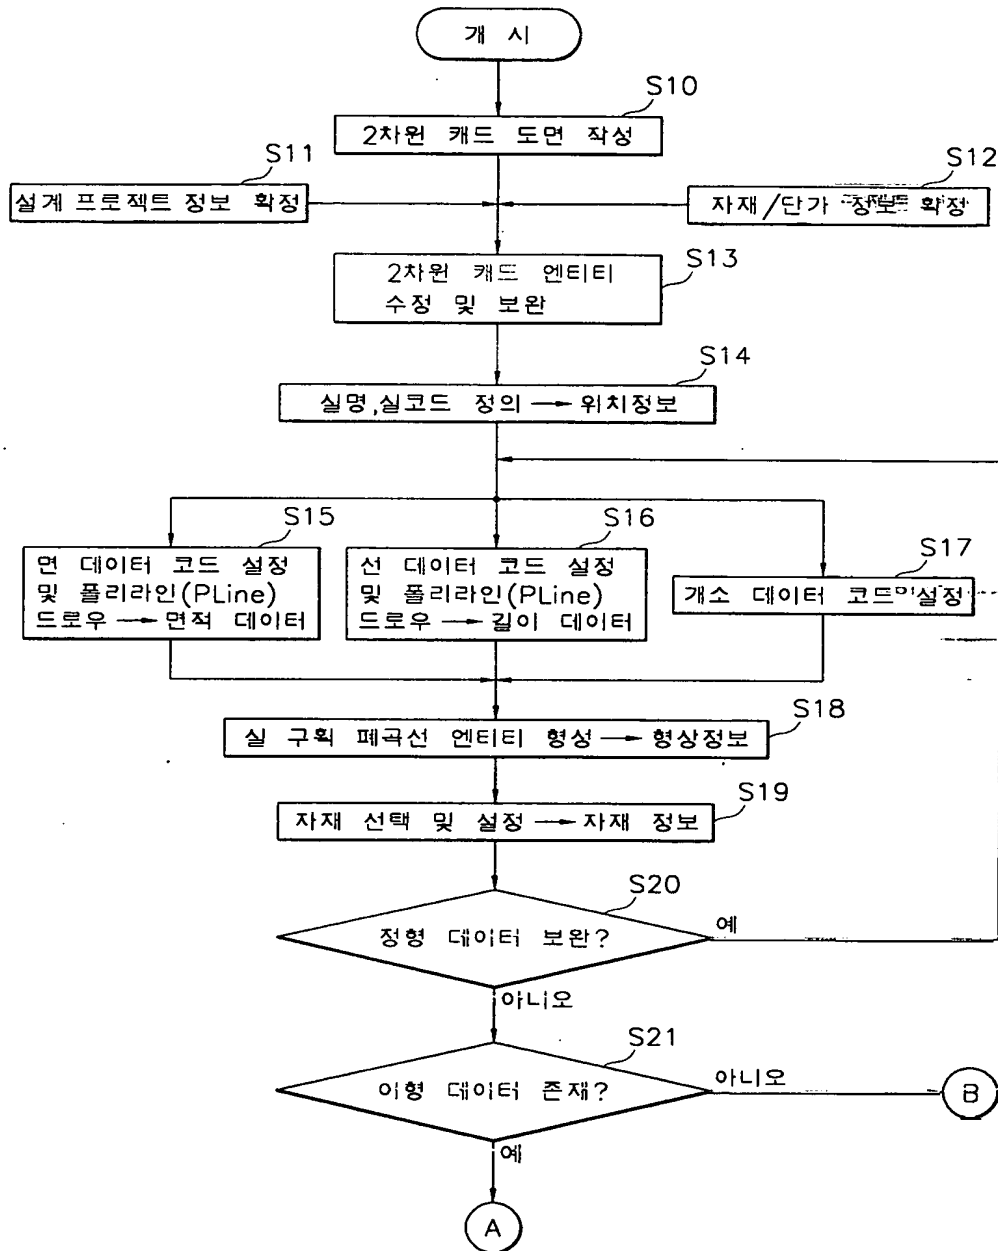 개 시
S10
2차원 캐드 도면 작성
S11
설계 프로젝트 정보 확정
S12
자재/단가 정보 확정
S13
2차원 캐드 엔티티
수정 및 보완
S14
실명,실코드 정의 → 위치정보
S15
면 데이터 코드 설정
및 폴리라인(PLine)
드로우 → 면적 데이터
S16
선 데이터 코드 설정
및 폴리라인(PLine)
드로우 → 길이 데이터
S17
개소 데이터 코드 설정
S18
실 구획 폐곡선 엔티티 형성 → 형상정보
S19
자재 선택 및 설정 → 자재 정보
S20
정형 데이터 보완?
예
아니오
S21
이형 데이터 존재?
아니오
B
예
A